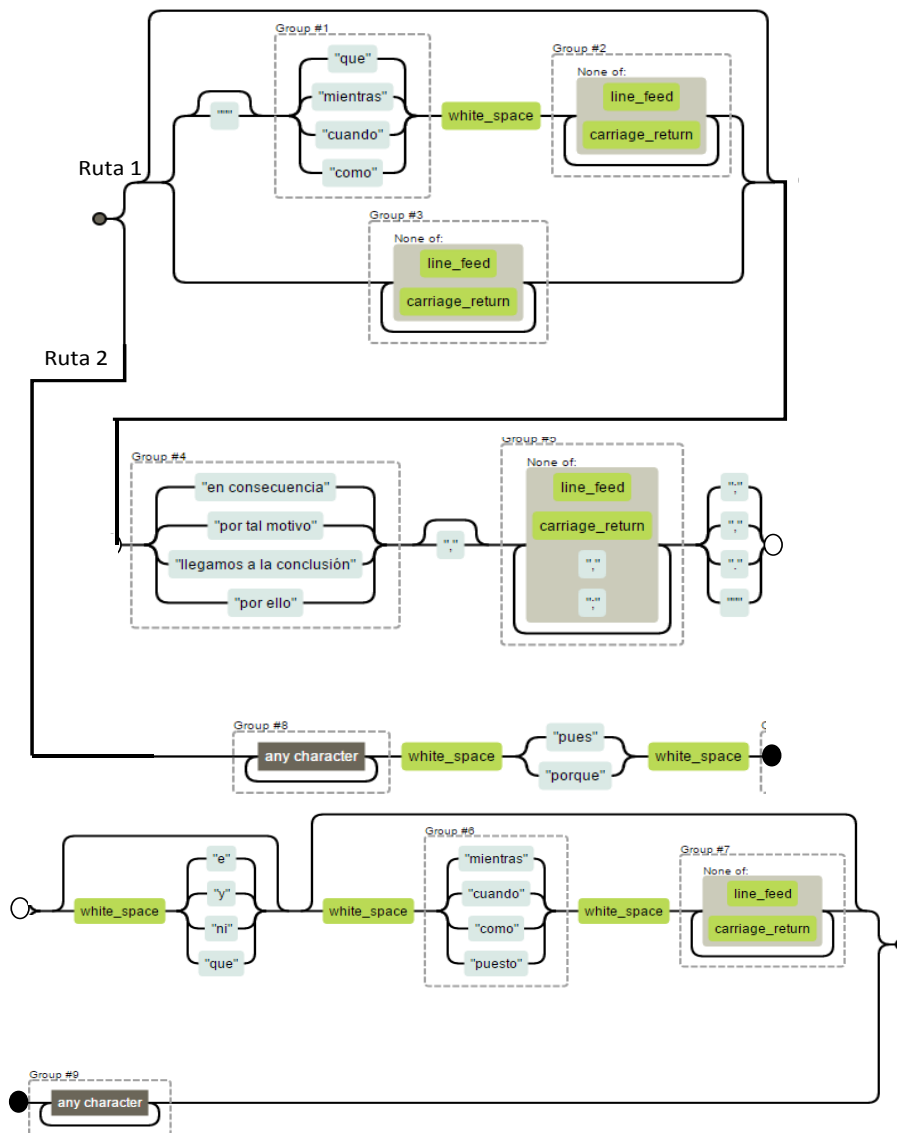 Group #1
"que"
"mientras"
"cuando"
"como"
"""
white_space
Group #2
None of:
line_feed
carriage_return
Ruta 1
Group #3
None of:
line_feed
carriage_return
Ruta 2
Group #4
"en consecuencia"
"por tal motivo"
"llegamos a la conclusión"
"por ello"
","
Group #5
None of:
line_feed
carriage_return
","
";"
";"
","
"."
"""
Group #8
any character
white_space
"pues"
"porque"
white_space
white_space
"e"
"y"
"ni"
"que"
white_space
Group #6
"mientras"
"cuando"
"como"
"puesto"
white_space
Group #7
None of:
line_feed
carriage_return
Group #9
any character